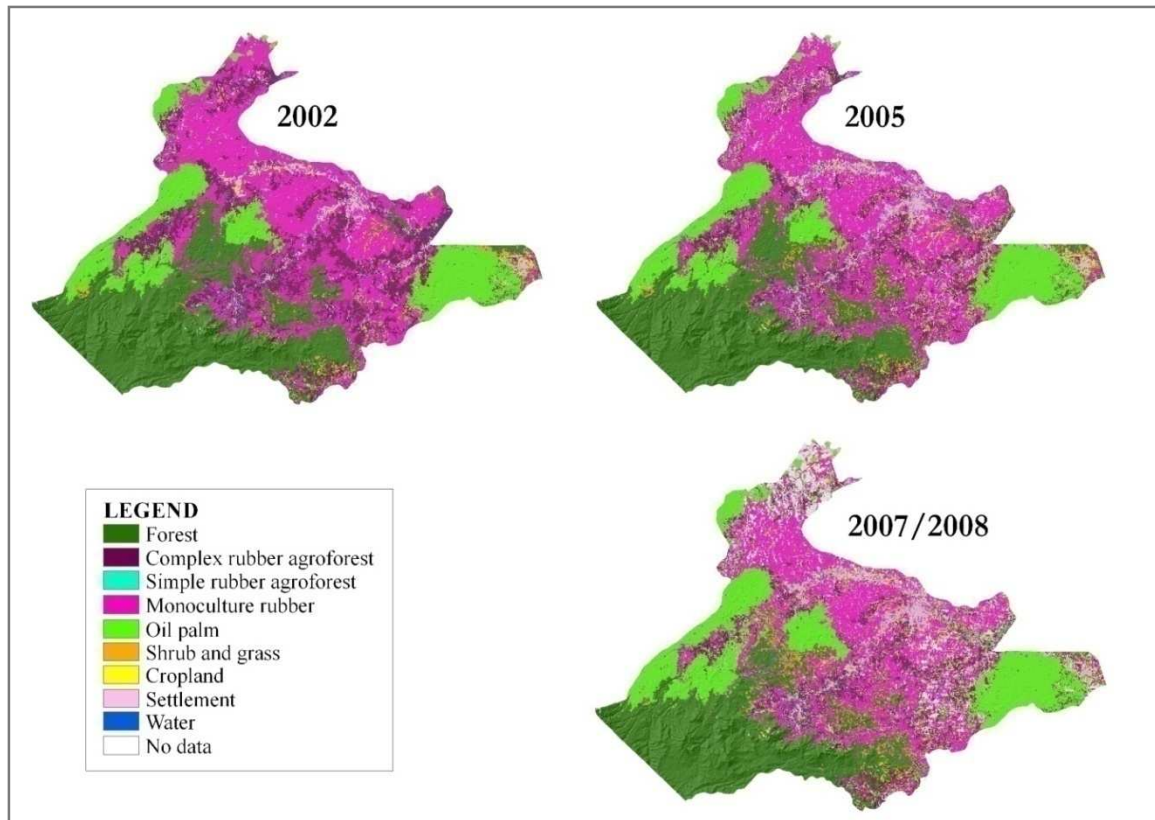 2002
2005
2007/2008
LEGEND
Forest
Complex rubber agroforest
Simple rubber agroforest
Monoculture rubber
Oil palm
Shrub and grass
Cropland
Settlement
Water
No data